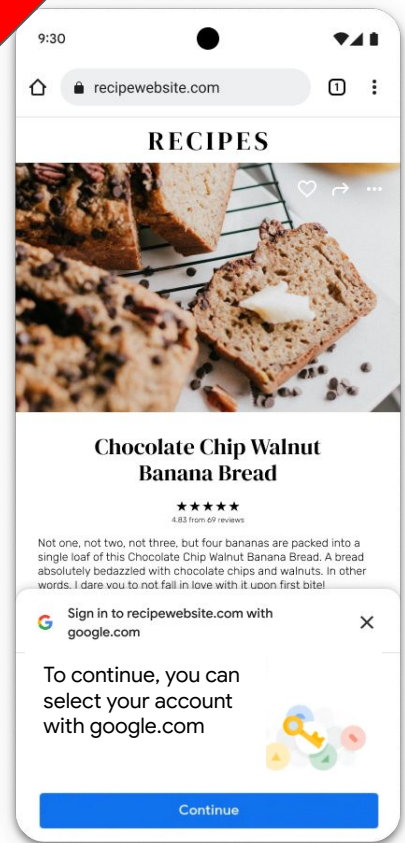 9:30
recipewebsite.com
1
RECIPES
Chocolate Chip Walnut
Banana Bread
★★★★★
4.83 from 69 reviews
Not one, not two, not three, but four bananas are packed into a
single loaf of this Chocolate Chip Walnut Banana Bread. A bread
absolutely bedazzled with chocolate chips and walnuts. In other
words, I dare you to not fall in love with it upon first bite!
Sign in to recipewebsite.com with
google.com
To continue, you can
select your account
with google.com
Continue